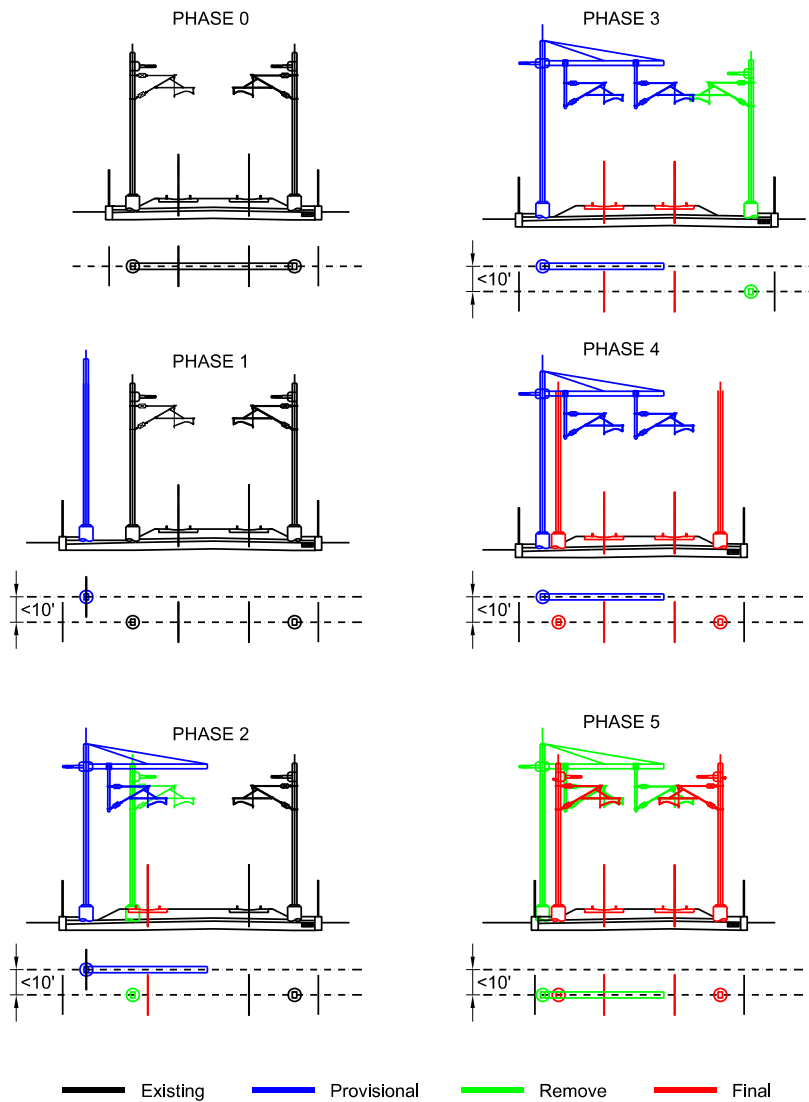 PHASE 0
PHASE 3
<10'
PHASE 1
<10'
PHASE 4
<10'
PHASE 2
<10'
PHASE 5
<10'
Existing
Provisional
Remove
Final